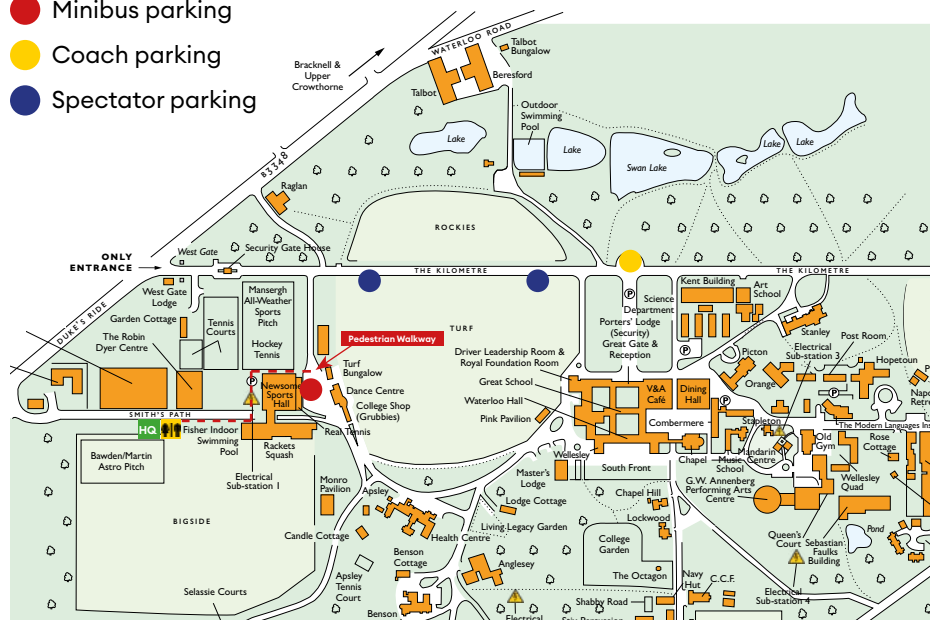 Minibus parking
Coach parking
Spectator parking
WATERLOO ROAD
Talbot
Bungalow
Bracknell &
Upper
Crowthorne
Beresford
Talbot
Outdoor
Swimming
Pool
Lake
Lake
Swan Lake
Lake
Lake
B3348
Raglan
ROCKIES
West Gate
Security Gate House
ONLY
ENTRANCE
THE KILOMETRE
THE KILOMETRE
West Gate
Lodge
Mansergh
All-Weather
Sports
Pitch
Hockey
Tennis
Kent Building
Art
School
Science
Department
P
Garden Cottage
Tennis
Courts
DUKE'S RIDE
The Robin
Dyer Centre
TURF
Porters' Lodge
(Security)
Great Gate &
Reception
Stanley
Post Room
Pedestrian Walkway
Electrical
Sub-station 3
Hopetoun
Driver Leadership Room &
Royal Foundation Room
P
Picton
Turf
Bungalow
Great School
Orange
P
Newsome
Sports
Hall
Dance Centre
V&A
Café
Dining
Hall
Waterloo Hall
College Shop
(Grubbies)
P
P
SMITH'S PATH
Pink Pavilion
Combermere
Stapleton
The Modern Languages Ins
HQ
Fisher Indoor
Swimming
Pool
Real Tennis
Rackets
Squash
Old
Gym
Rose
Cottage
Bawden/Martin
Astro Pitch
Wellesley
Chapel
Music
School
Mandarin
Centre
South Front
Electrical
Sub-station 1
Master's
Lodge
Wellesley
Quad
G.W. Annenberg
Performing Arts
Centre
Monro
Pavilion
Apsley
Lodge Cottage
Chapel Hill
BIGSIDE
Lockwood
Living Legacy Garden
Candle Cottage
Health Centre
College
Garden
Queen's
Court
Sebastian
Faulks
Building
Pond
Benson
Cottage
Anglesey
Apsley
Tennis
Court
The Octagon
Navy
Hut
C.C.F.
Selassie Courts
Shabby Road
Electrical
Sub-station 4
Benson
Electrical